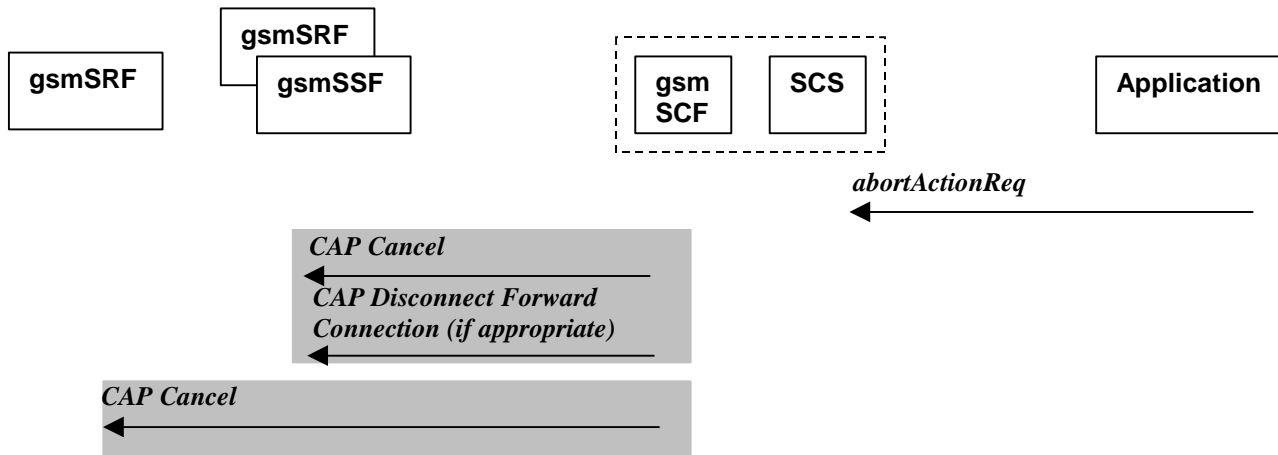 gsmSRF
gsmSRF
gsmSSF
gsm
SCF
SCS
Application
abortActionReq
CAP Cancel
CAP Disconnect Forward
Connection (if appropriate)
CAP Cancel